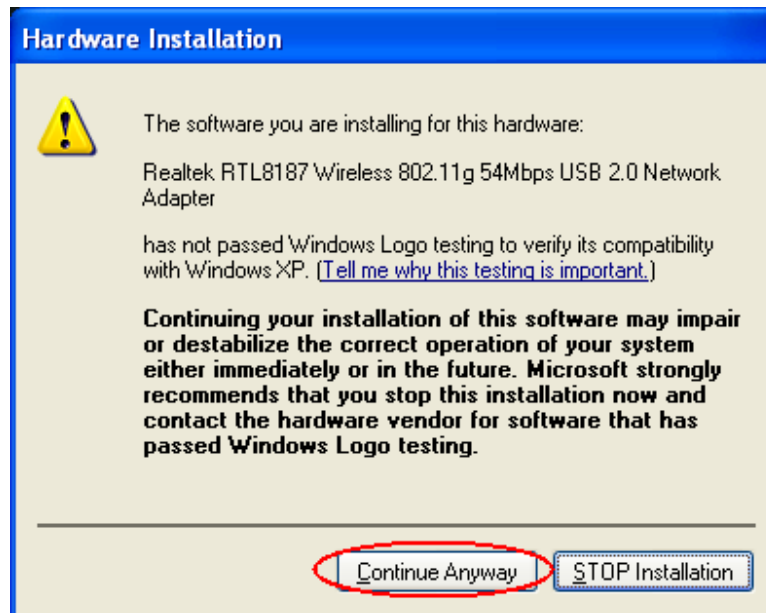 Hardware Installation
The software you are installing for this hardware:
Realtek RTL8187 Wireless 802.11g 54Mbps USB 2.0 Network
Adapter
has not passed Windows Logo testing to verify its compatibility
with Windows XP. (Tell me why this testing is important.)
Continuing your installation of this software may impair
or destabilize the correct operation of your system
either immediately or in the future. Microsoft strongly
recommends that you stop this installation now and
contact the hardware vendor for software that has
passed Windows Logo testing.
Continue Anyway STOP Installation